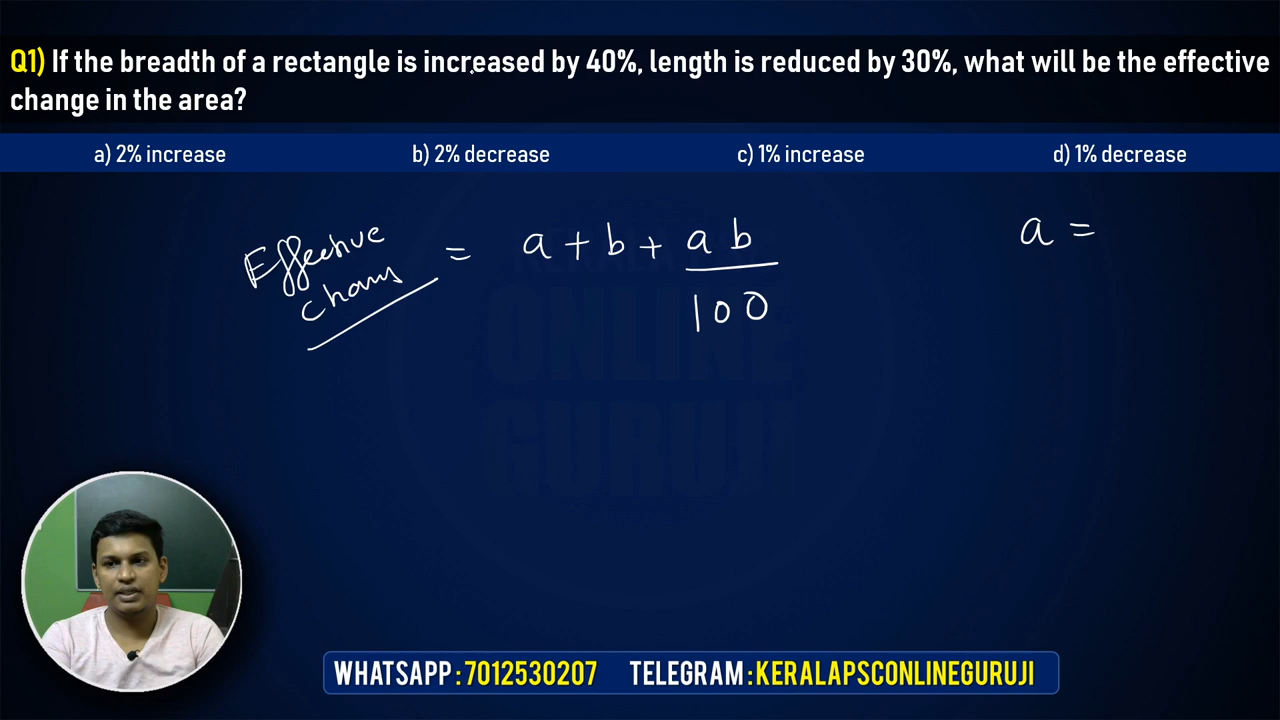 Q1) If the breadth of a rectangle is increased by 40%, length is reduced by 30%, what will be the effective
change in the area?
a) 2% increase b) 2% decrease c) 1% increase d) 1% decrease
Effective = a + b + a b a =
100
ONLINE
GURUJI
WHATSAPP : 7012530207 TELEGRAM : KERALAPSCONLINEGURUJI